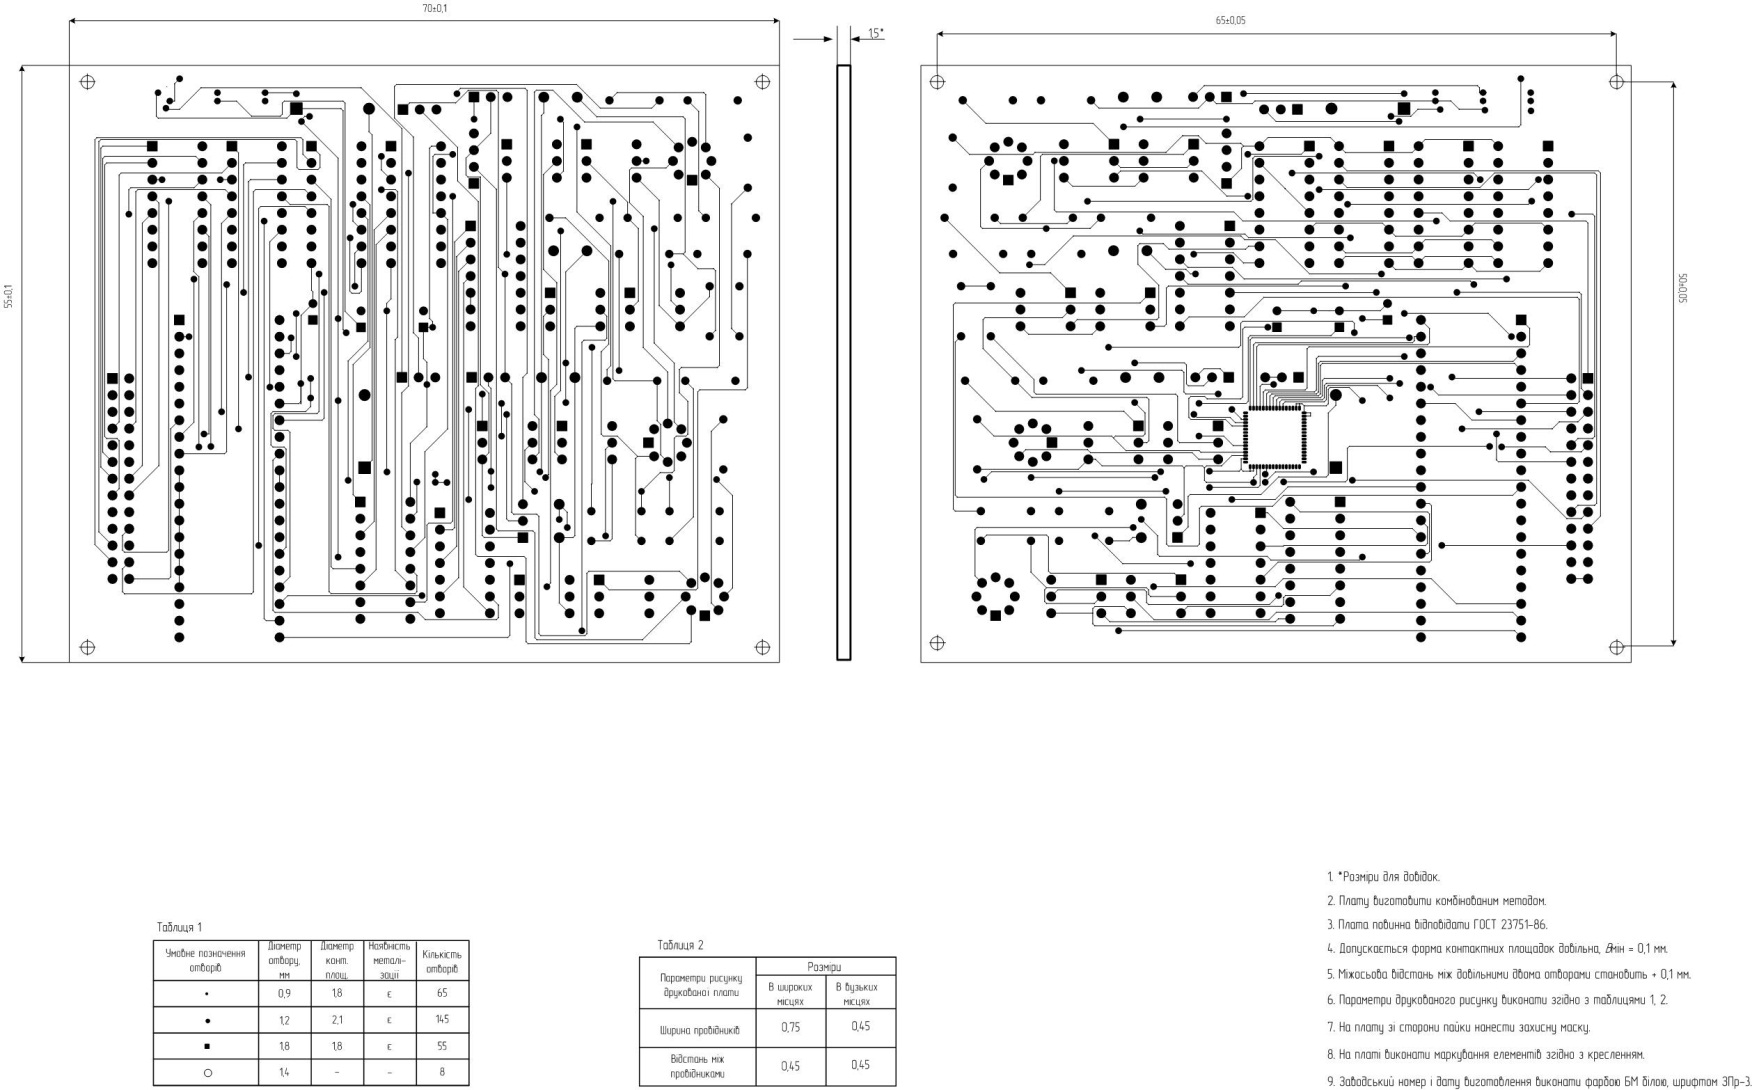 70±0,1
1,5*
65±0,05
55±0,1
50±0,05
Таблиця 1
Умовне позначення отворів
Діаметр отвору, мм
Діаметр конт. площ.
Наявність металі-зації
Кількість отворів
0,9 1,8 є 65
1,2 2,1 є 145
1,8 1,8 є 55
1,4 - - 8
Таблиця 2
Параметри рисунку друкованої плати
Розміри
В широких місцях
В вузьких місцях
Ширина провідників 0,75 0,45
Відстань між провідниками 0,45 0,45
1. *Розміри для довідок.
2. Плату виготовити комбінованим методом.
3. Плата повинна відповідати ГОСТ 23751-86.
4. Допускається форма контактних площадок довільна, Вмін = 0,1 мм.
5. Міжосьова відстань між довільними двома отворами становить + 0,1 мм.
6. Параметри друкованого рисунку виконати згідно з таблицями 1, 2.
7. На плату зі сторони пайки нанести захисну маску.
8. На платі виконати маркування елементів згідно з кресленням.
9. Заводський номер і дату виготовлення виконати фарбою БМ білою, шрифтом 3Пр-3.